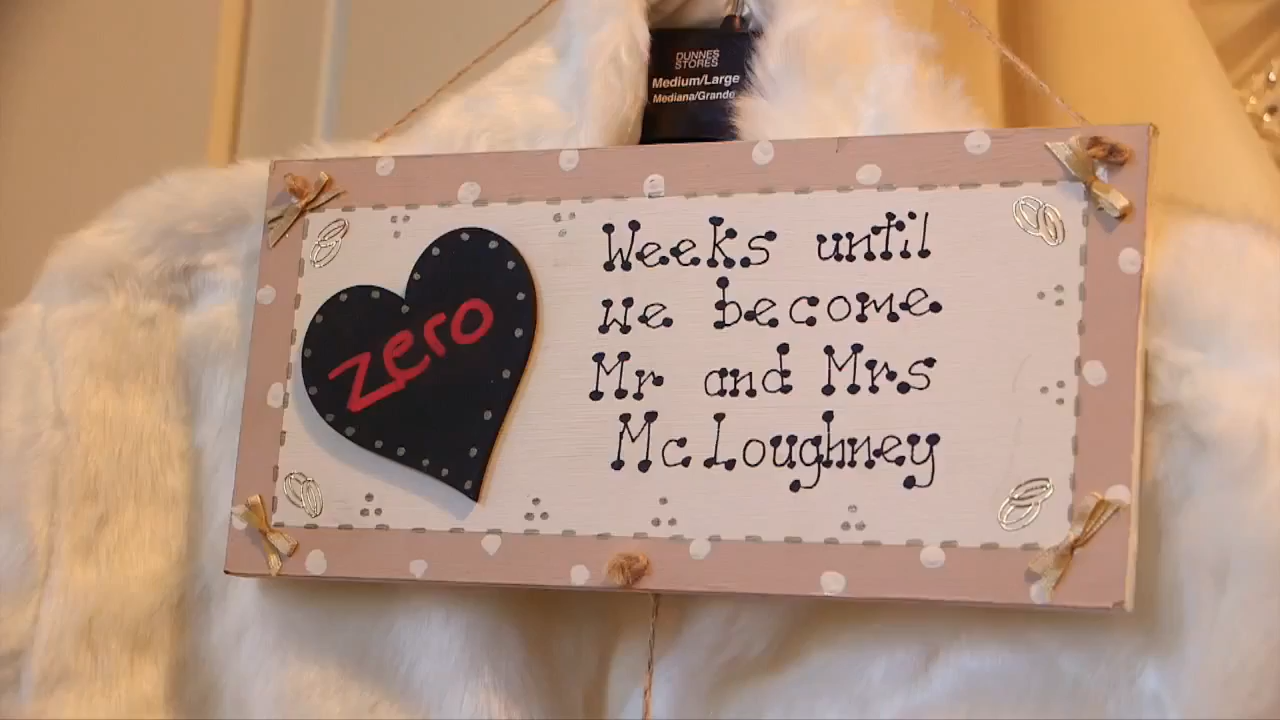 DUNNES
STORES
Medium/Large
Mediana/Grande
zero
Weeks until
we become
Mr and Mrs
McLoughney